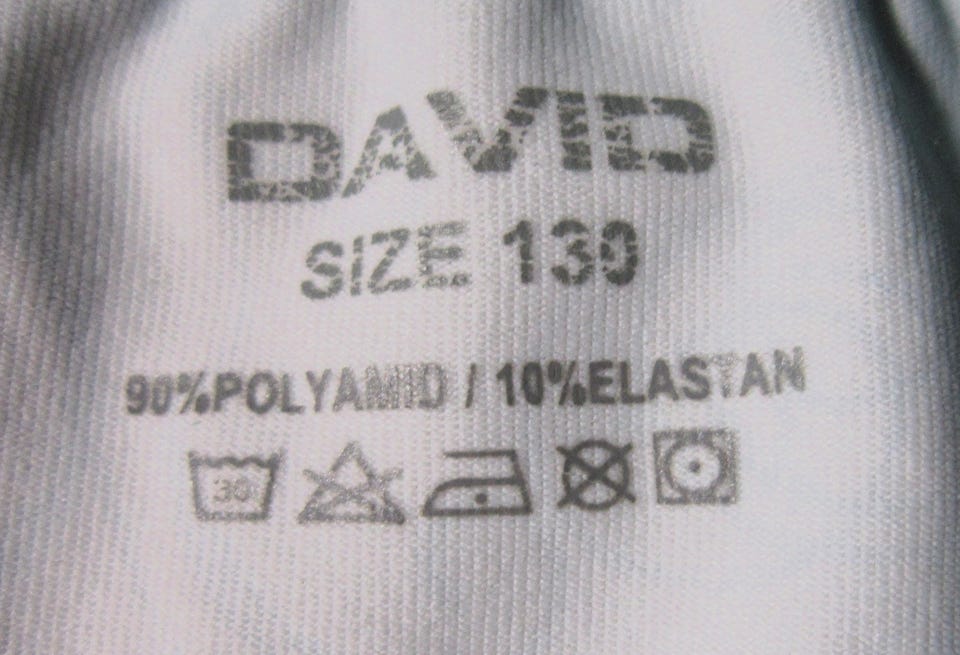 DAVID
SIZE 130
90%POLYAMID / 10%ELASTAN
30